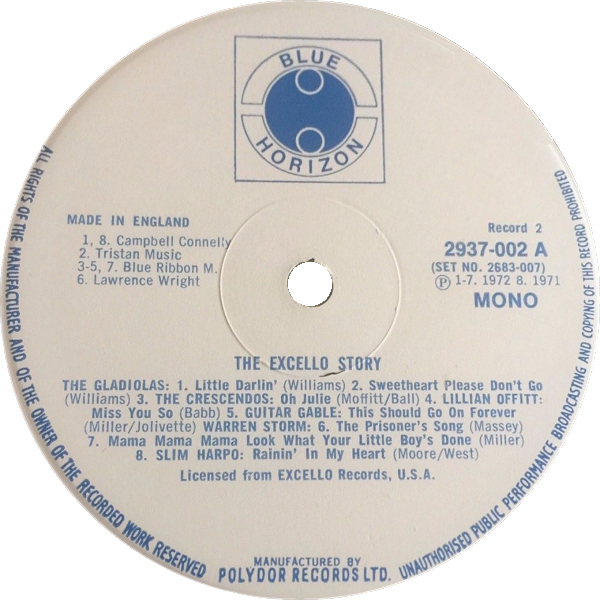 BLUE
HORIZON
MADE IN ENGLAND
1, 8. Campbell Connelly
2. Tristan Music
3-5, 7. Blue Ribbon M.
6. Lawrence Wright
Record 2
2937-002 A
(SET NO. 2683-007)
Ⓟ 1-7. 1972 8. 1971
MONO
THE EXCELLO STORY
THE GLADIOLAS: 1. Little Darlin' (Williams) 2. Sweetheart Please Don't Go
(Williams) 3. THE CRESCENDOS: Oh Julie (Moffitt/Ball) 4. LILLIAN OFFITT:
Miss You So (Babb) 5. GUITAR GABLE: This Should Go On Forever
(Miller/Jolivette) WARREN STORM: 6. The Prisoner's Song (Massey)
7. Mama Mama Mama Look What Your Little Boy's Done (Miller)
8. SLIM HARPO: Rainin' In My Heart (Moore/West)
Licensed from EXCELLO Records, U.S.A.
MANUFACTURED BY
POLYDOR RECORDS LTD.
ALL RIGHTS OF THE MANUFACTURER AND OF THE OWNER OF THE RECORDED WORK RESERVED
UNAUTHORISED PUBLIC PERFORMANCE BROADCASTING AND COPYING OF THIS RECORD PROHIBITED